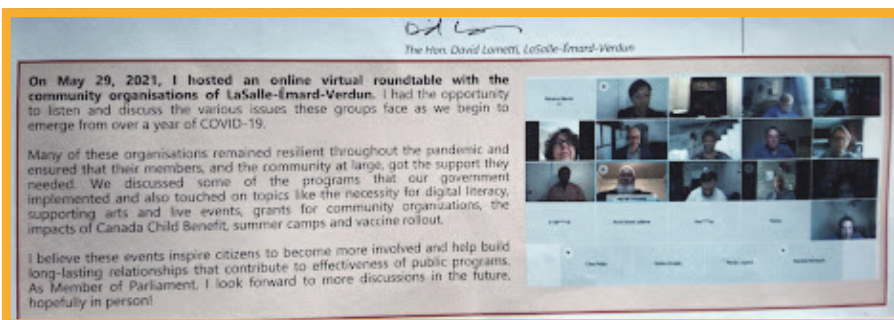 The Hon. David Lametti, LaSalle-Émard-Verdun
On May 29, 2021, I hosted an online virtual roundtable with the
community organisations of LaSalle-Émard-Verdun. I had the opportunity
to listen and discuss the various issues these groups face as we begin to
emerge from over a year of COVID-19.
Many of these organisations remained resilient throughout the pandemic and
ensured that their members, and the community at large, got the support they
needed. We discussed some of the programs that our government
implemented and also touched on topics like the necessity for digital literacy,
supporting arts and live events, grants for community organizations, the
impacts of Canada Child Benefit, summer camps and vaccine rollout.
I believe these events inspire citizens to become more involved and help build
long-lasting relationships that contribute to effectiveness of public programs.
As Member of Parliament, I look forward to more discussions in the future,
hopefully in person!